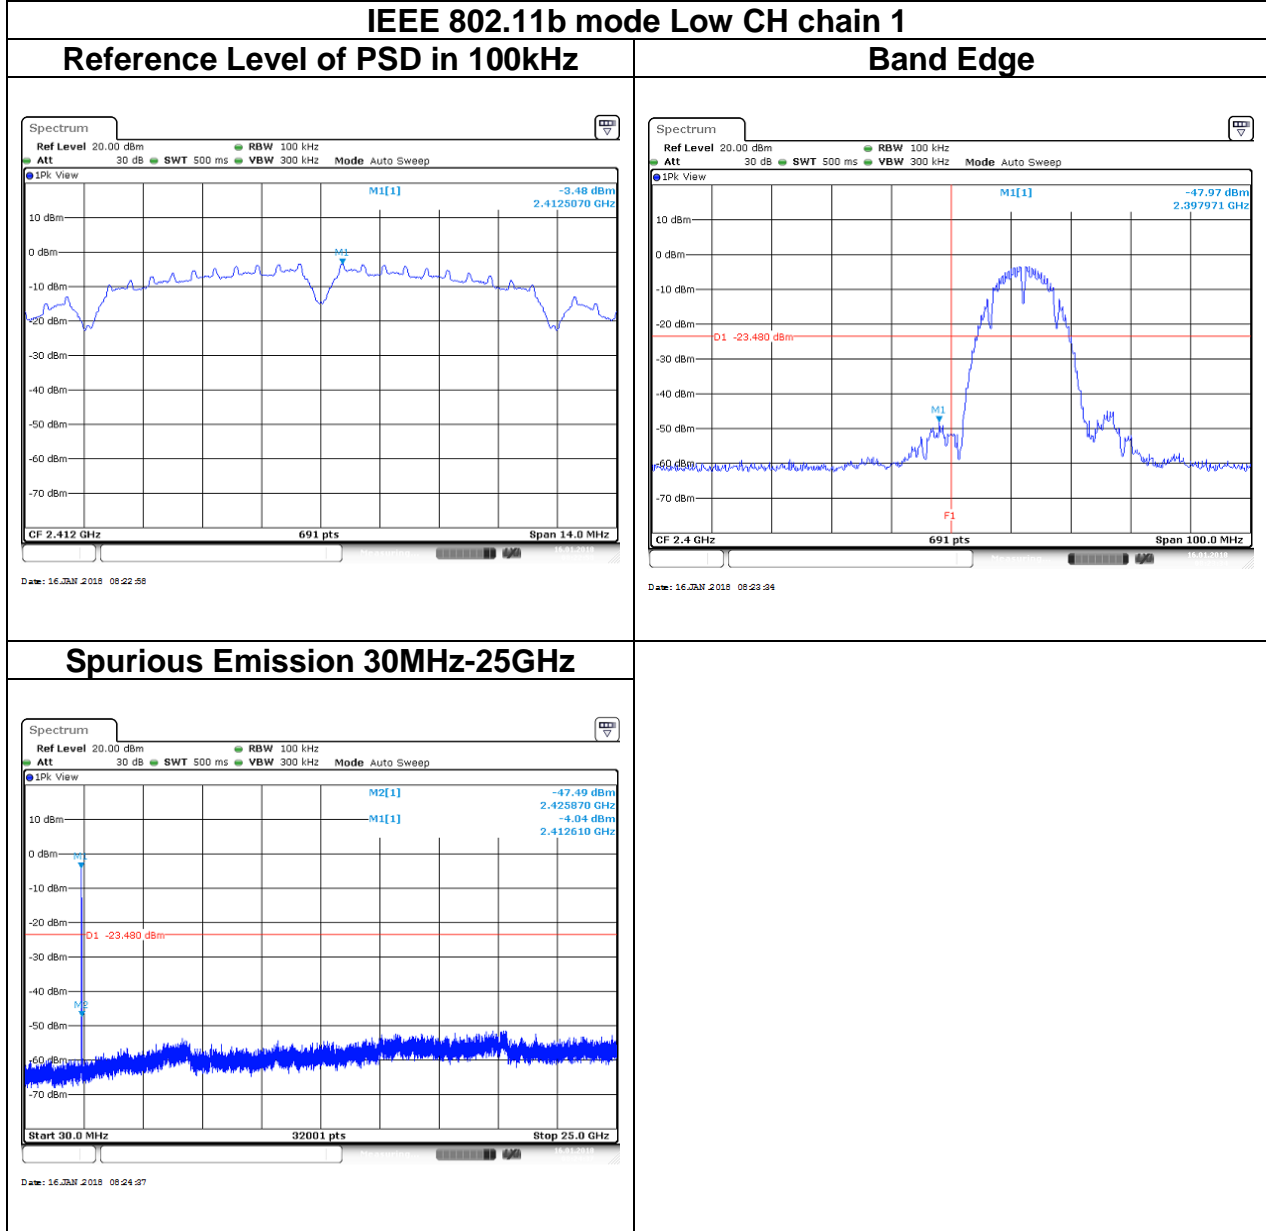 IEEE 802.11b mode Low CH chain 1
Reference Level of PSD in 100kHz
Band Edge
Spectrum
Ref Level 20.00 dBm RBW 100 kHz
Att 30 dB SWT 500 ms VBW 300 kHz Mode Auto Sweep
1Pk View
M1[1] -3.48 dBm
2.4125070 GHz
10 dBm
0 dBm
M1
-10 dBm
-20 dBm
-30 dBm
-40 dBm
-50 dBm
-60 dBm
-70 dBm
CF 2.412 GHz 691 pts Span 14.0 MHz
Date: 16.JAN.2018 08:22:58
Spectrum
Ref Level 20.00 dBm RBW 100 kHz
Att 30 dB SWT 500 ms VBW 300 kHz Mode Auto Sweep
1Pk View
M1[1] -47.97 dBm
2.397971 GHz
10 dBm
0 dBm
-10 dBm
-20 dBm
D1 -23.480 dBm
-30 dBm
-40 dBm
M1
-50 dBm
-60 dBm
-70 dBm
F1
CF 2.4 GHz 691 pts Span 100.0 MHz
16.01.2018
Date: 16.JAN.2018 08:23:34
Spurious Emission 30MHz-25GHz
Spectrum
Ref Level 20.00 dBm RBW 100 kHz
Att 30 dB SWT 500 ms VBW 300 kHz Mode Auto Sweep
1Pk View
M2[1] -47.49 dBm
2.425870 GHz
M1[1] -4.04 dBm
2.412610 GHz
10 dBm
0 dBm
M1
-10 dBm
-20 dBm
D1 -23.480 dBm
-30 dBm
-40 dBm
M2
-50 dBm
-60 dBm
-70 dBm
Start 30.0 MHz 32001 pts Stop 25.0 GHz
Date: 16.JAN.2018 08:24:37